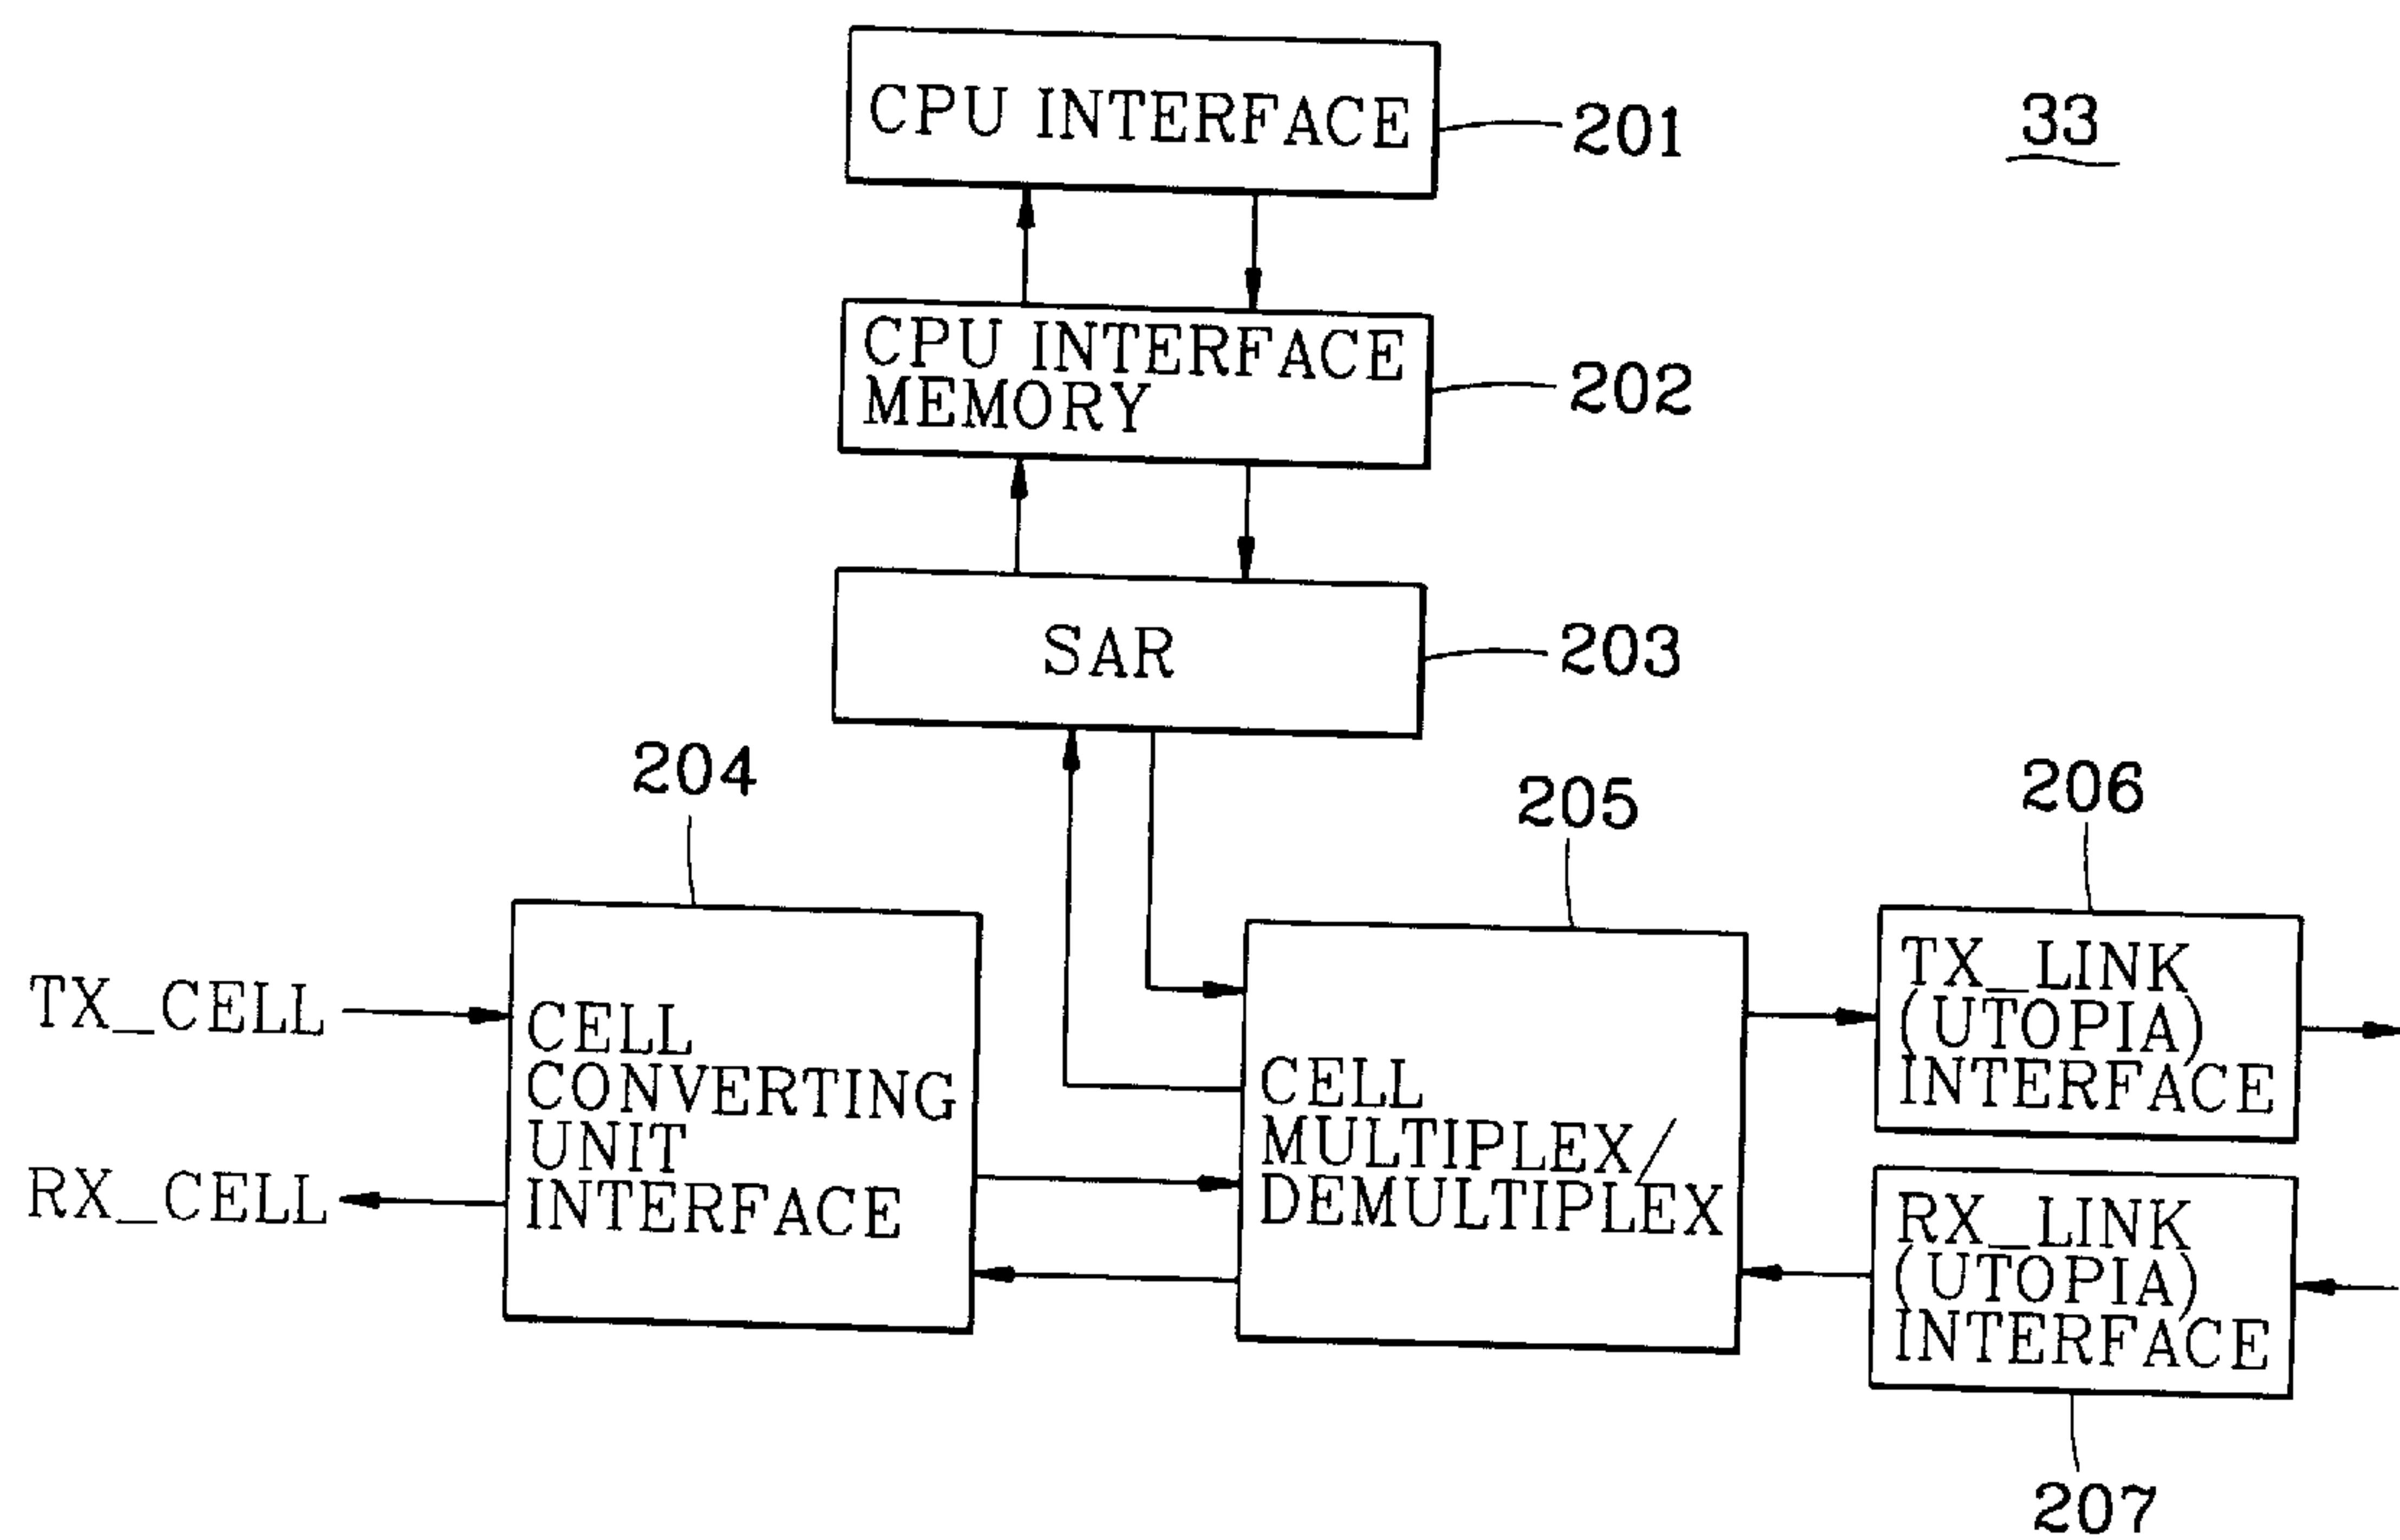 CPU INTERFACE
201
33
CPU INTERFACE
MEMORY
202
SAR
203
204
205
206
TX_CELL
RX_CELL
CELL
CONVERTING
UNIT
INTERFACE
CELL
MULTIPLEX/
DEMULTIPLEX
TX_LINK
(UTOPIA)
INTERFACE
RX_LINK
(UTOPIA)
INTERFACE
207